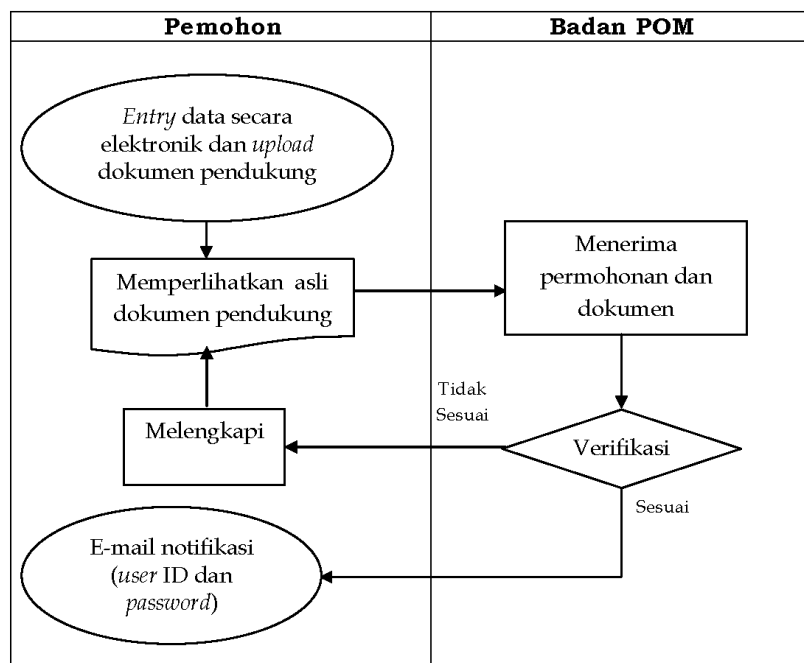 Pemohon
Badan POM
Entry data secara
elektronik dan upload
dokumen pendukung
Memperlihatkan asli
dokumen pendukung
Menerima
permohonan dan
dokumen
Tidak
Sesuai
Melengkapi
Verifikasi
Sesuai
E-mail notifikasi
(user ID dan
password)